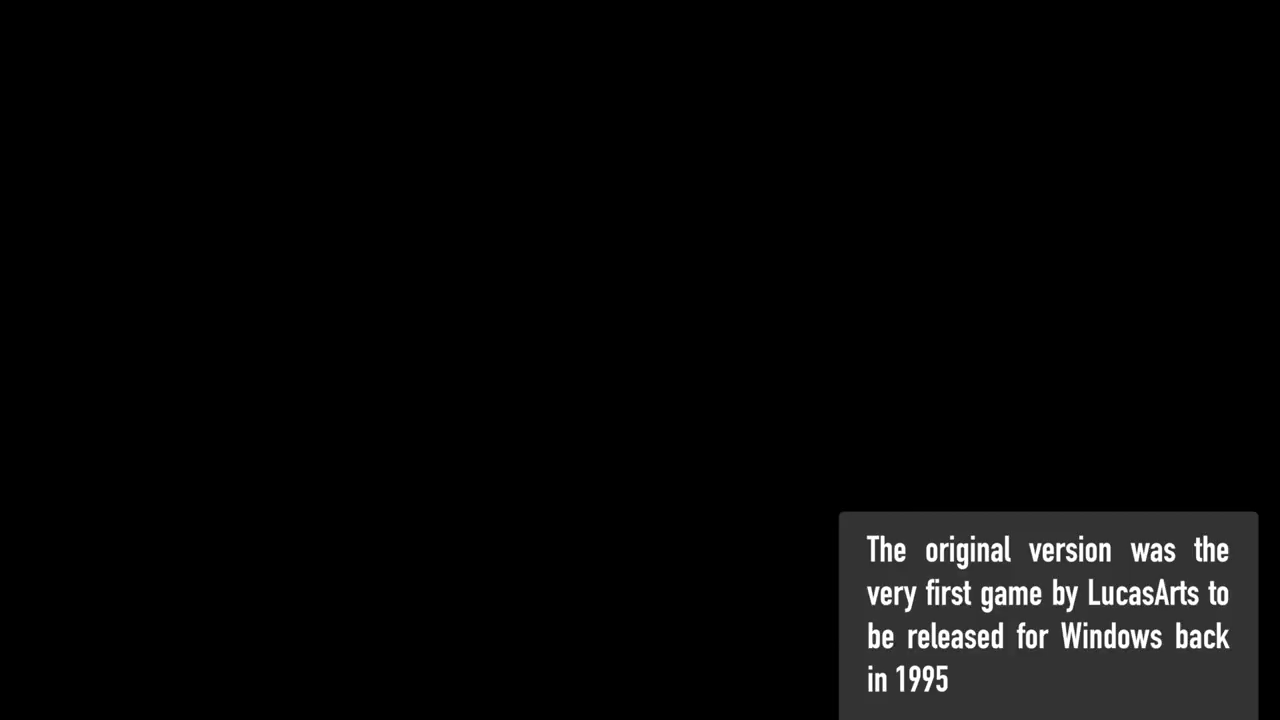 The original version was the
very first game by LucasArts to
be released for Windows back
in 1995